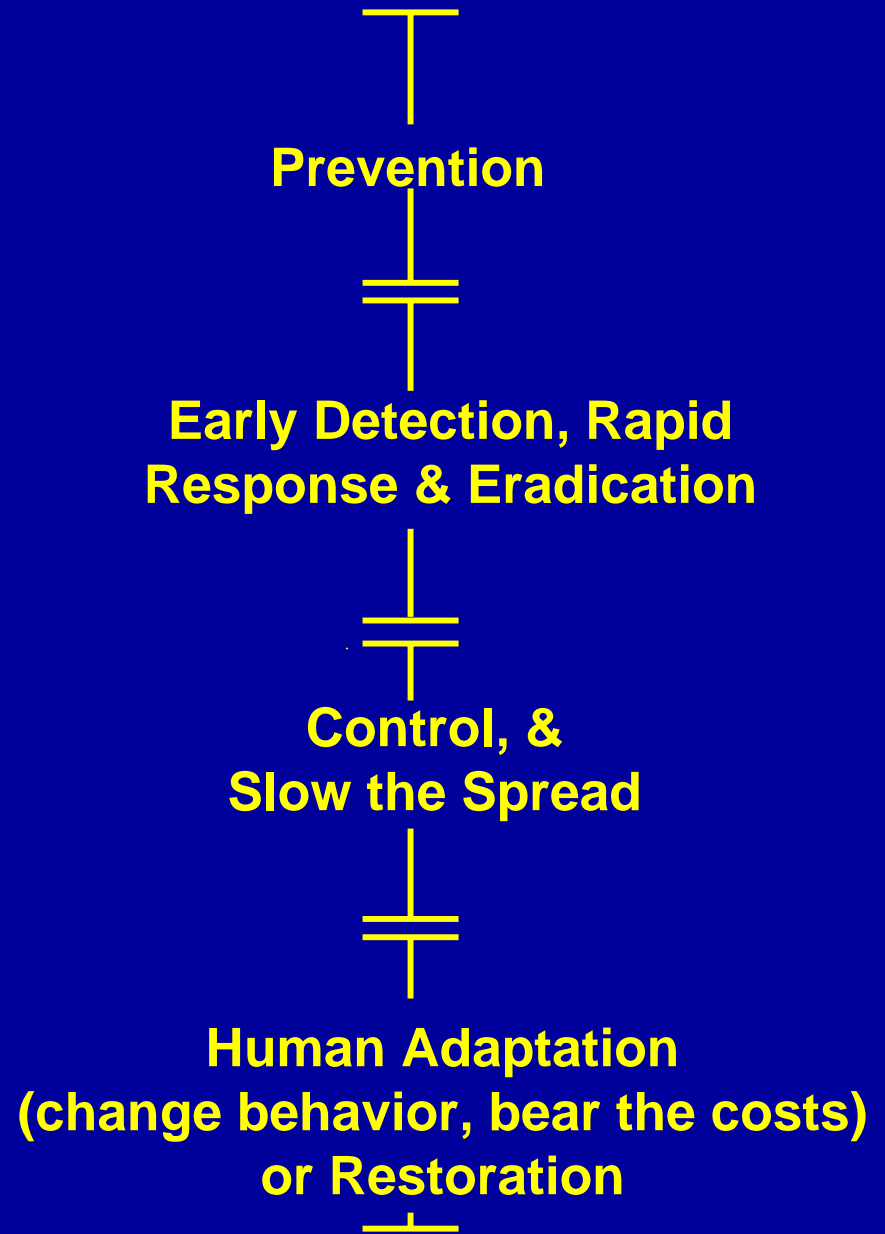 Prevention
Early Detection, Rapid
Response & Eradication
Control, &
Slow the Spread
Human Adaptation
(change behavior, bear the costs)
or Restoration